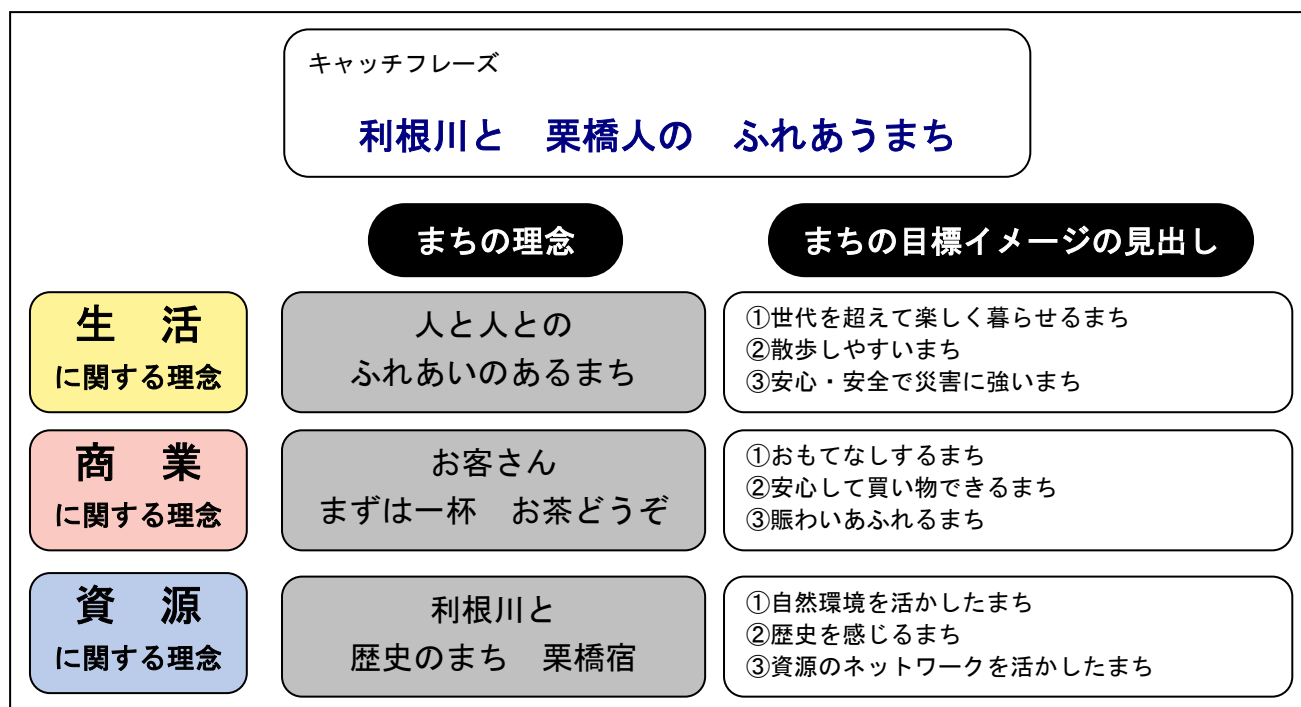 キャッチフレーズ
利根川と　栗橋人の　ふれあうまち
まちの理念
まちの目標イメージの見出し
生　活
に関する理念
人と人との
ふれあいのあるまち
①世代を超えて楽しく暮らせるまち
②散歩しやすいまち
③安心・安全で災害に強いまち
商　業
に関する理念
お客さん
まずは一杯　お茶どうぞ
①おもてなしするまち
②安心して買い物できるまち
③賑わいあふれるまち
資　源
に関する理念
利根川と
歴史のまち　栗橋宿
①自然環境を活かしたまち
②歴史を感じるまち
③資源のネットワークを活かしたまち